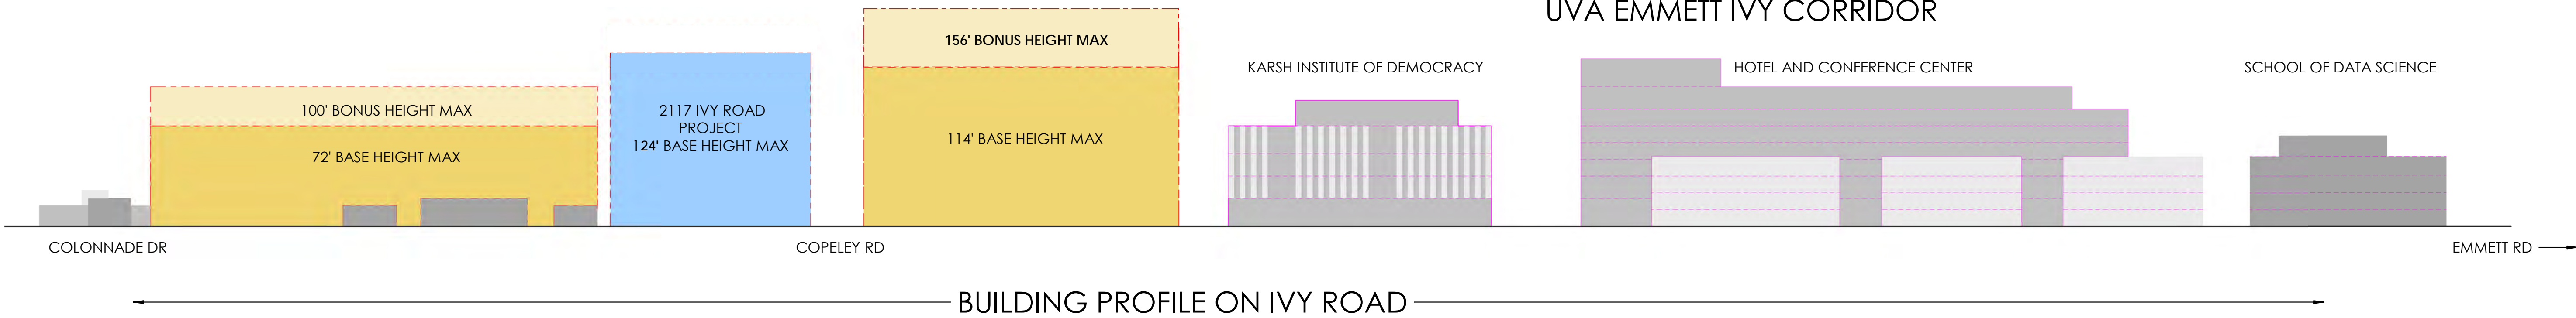 UVA EMMETT IVY CORRIDOR
156' BONUS HEIGHT MAX
KARSH INSTITUTE OF DEMOCRACY
HOTEL AND CONFERENCE CENTER
SCHOOL OF DATA SCIENCE
100' BONUS HEIGHT MAX
2117 IVY ROAD
PROJECT
124' BASE HEIGHT MAX
114' BASE HEIGHT MAX
72' BASE HEIGHT MAX
COLONNADE DR
COPELEY RD
EMMETT RD
BUILDING PROFILE ON IVY ROAD